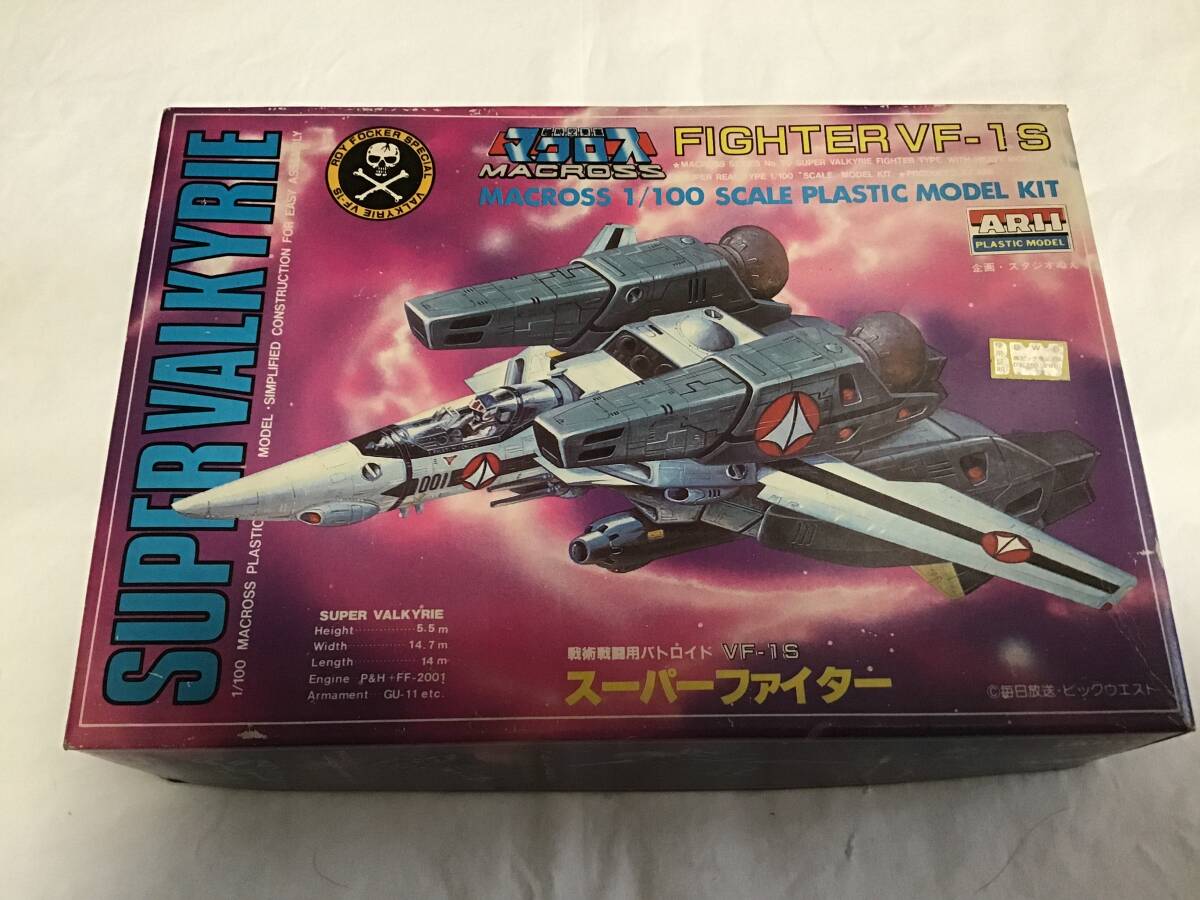 SUPER VALKYRIE
1/100 MACROSS PLASTIC MODEL · SIMPLIFIED CONSTRUCTION FOR EASY ASSEMBLY
ROY FOCKER SPECIAL
VALKYRIE VF-1S
マクロス
MACROSS
FIGHTER VF-1S
MACROSS 1/100 SCALE PLASTIC MODEL KIT
ARII
PLASTIC MODEL
企画・スタジオぬえ
001
SUPER VALKYRIE
Height 5.5 m
Width 14.7 m
Length 14 m
Engine P&H+FF-2001
Armament GU-11 etc.
戦術戦闘用バトロイド VF-1S
スーパーファイター
©毎日放送・ビックウエスト